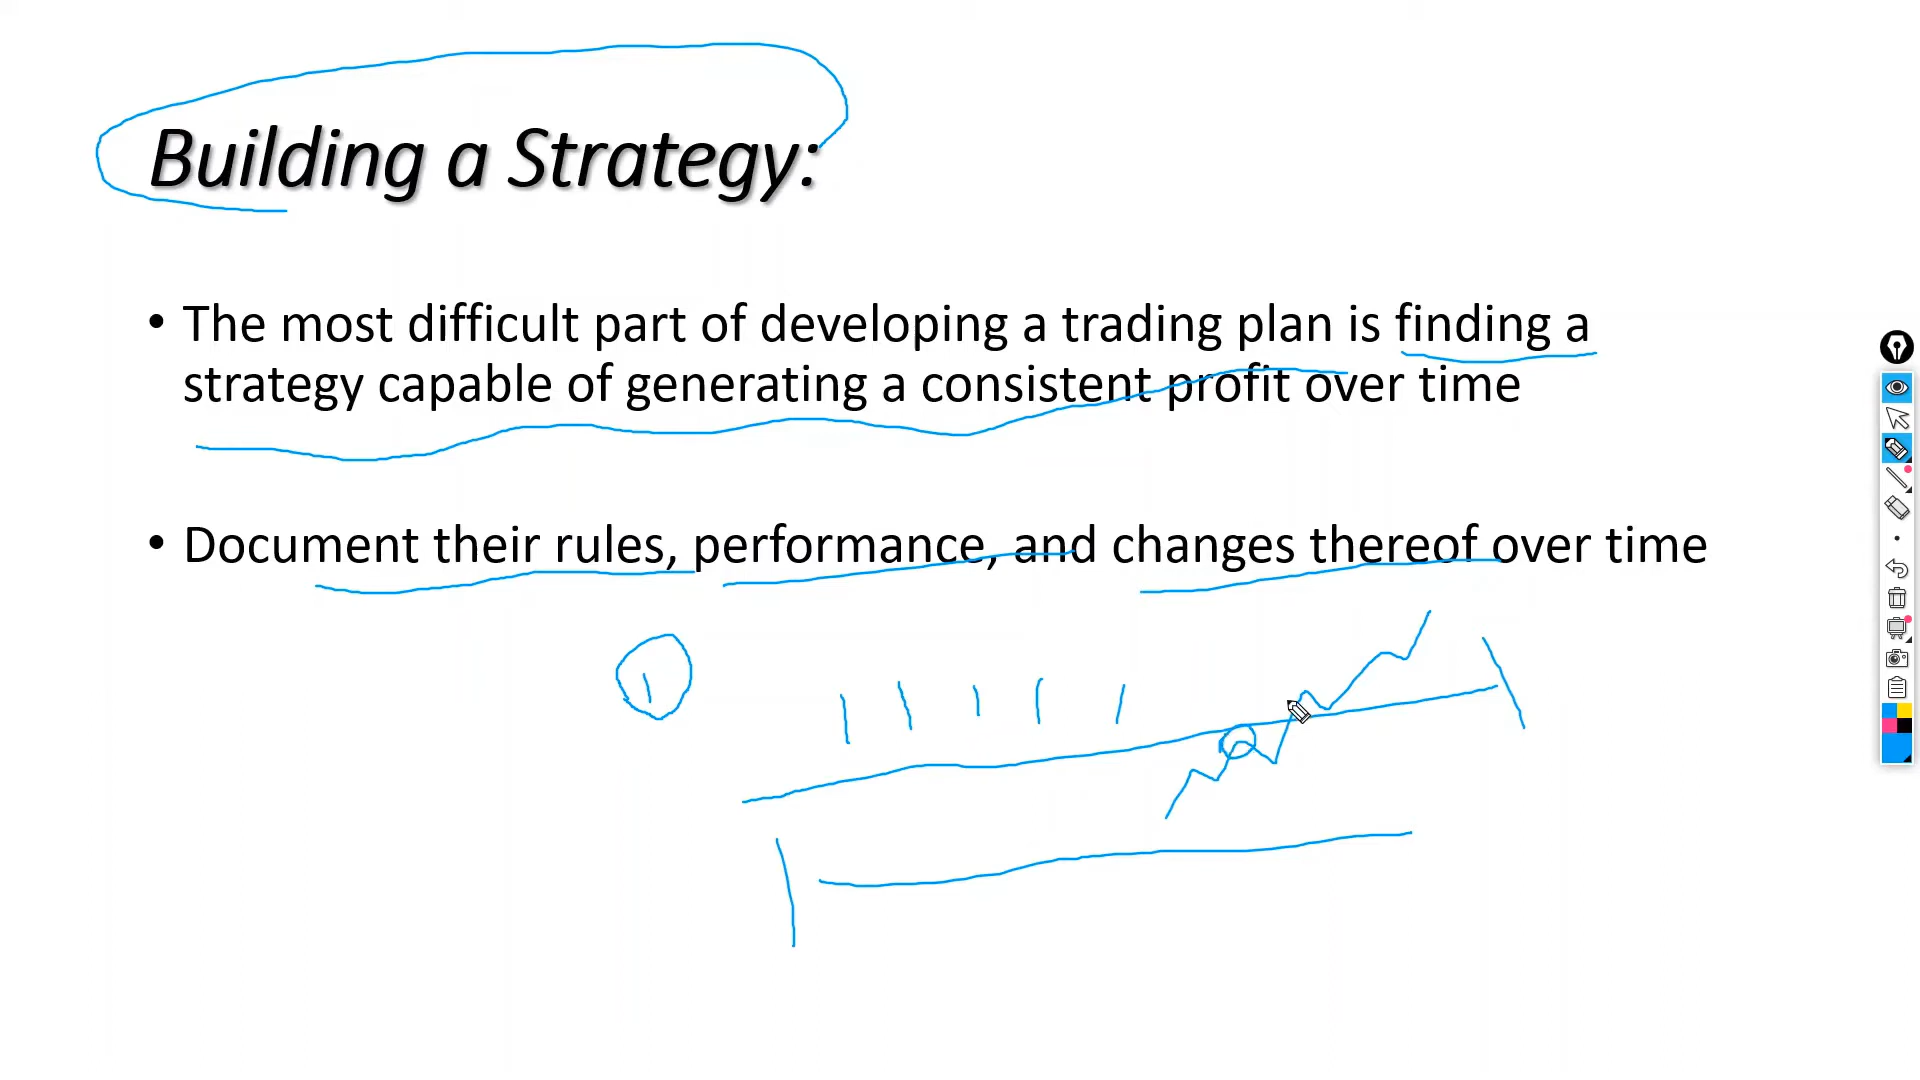 Building a Strategy:
• The most difficult part of developing a trading plan is finding a
strategy capable of generating a consistent profit over time
• Document their rules, performance, and changes thereof over time
1